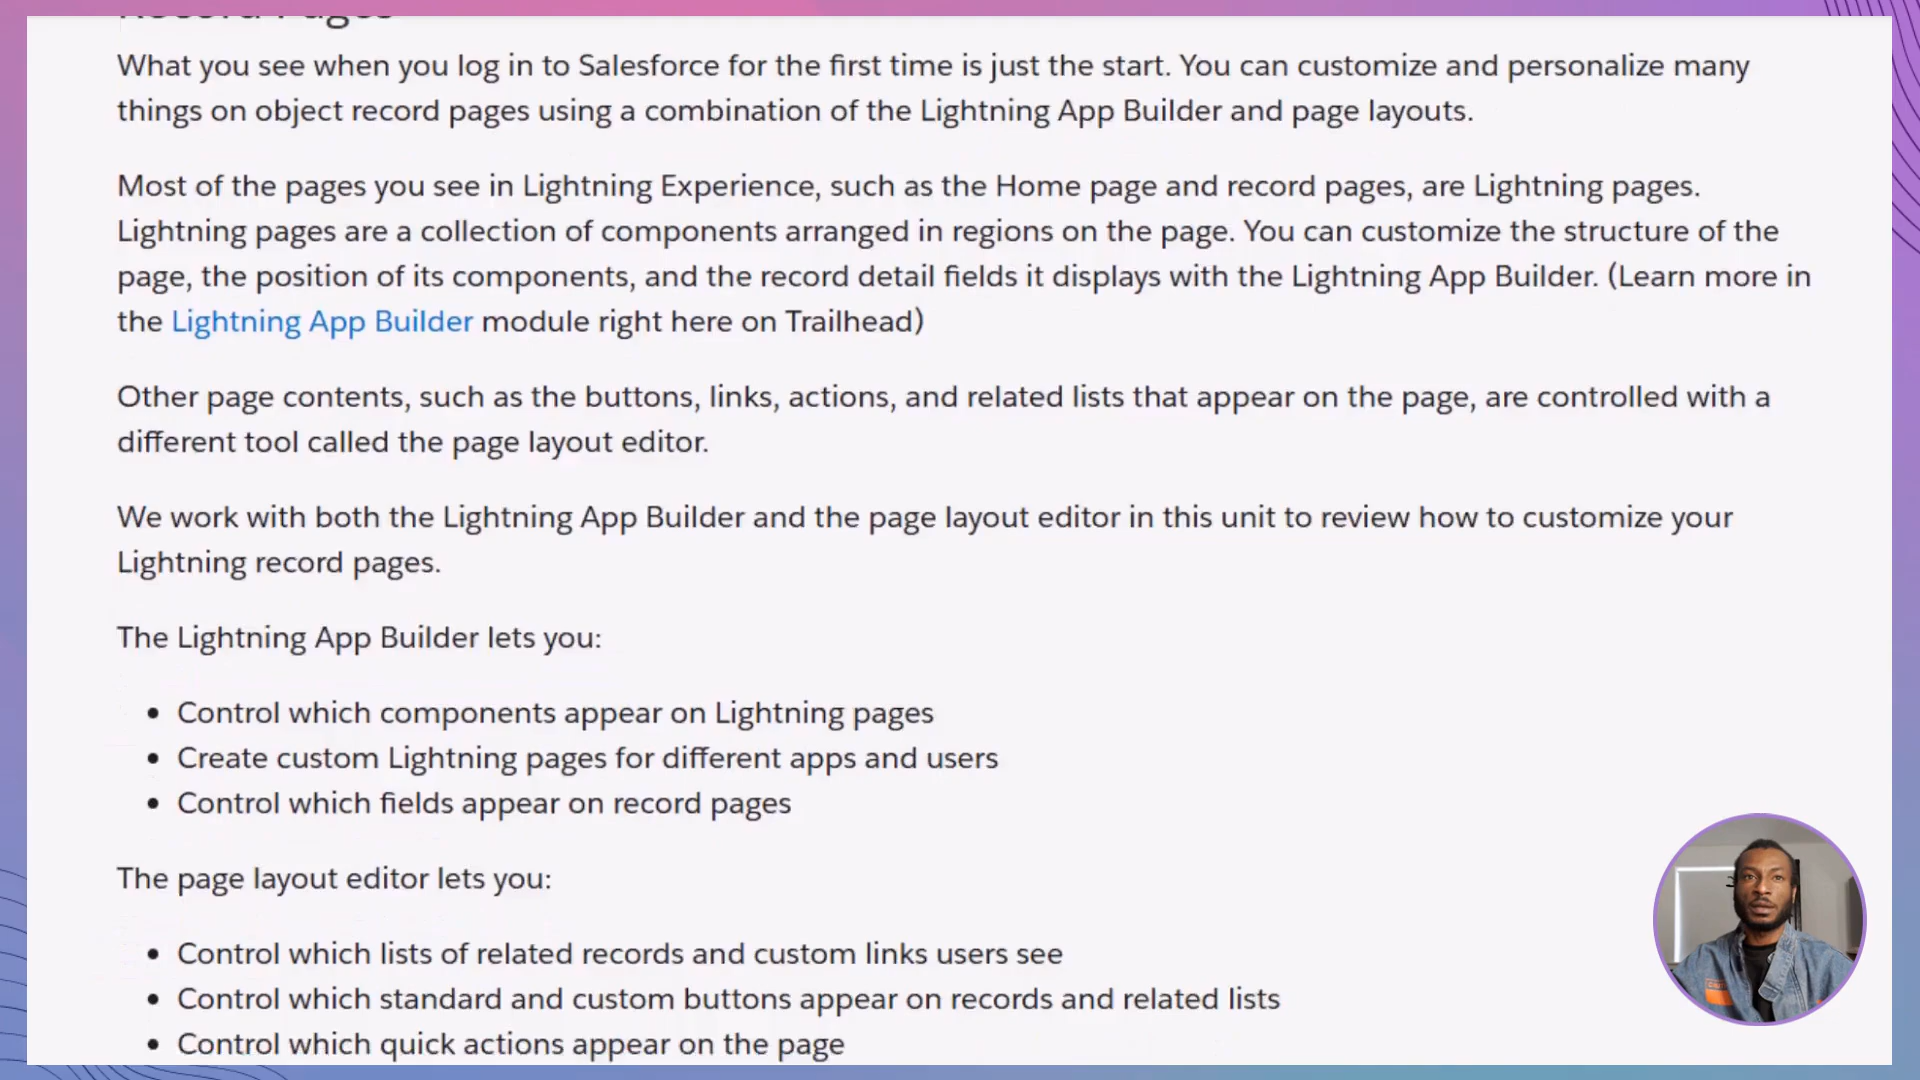 Record Pages
What you see when you log in to Salesforce for the first time is just the start. You can customize and personalize many
things on object record pages using a combination of the Lightning App Builder and page layouts.
Most of the pages you see in Lightning Experience, such as the Home page and record pages, are Lightning pages.
Lightning pages are a collection of components arranged in regions on the page. You can customize the structure of the
page, the position of its components, and the record detail fields it displays with the Lightning App Builder. (Learn more in
the Lightning App Builder module right here on Trailhead)
Other page contents, such as the buttons, links, actions, and related lists that appear on the page, are controlled with a
different tool called the page layout editor.
We work with both the Lightning App Builder and the page layout editor in this unit to review how to customize your
Lightning record pages.
The Lightning App Builder lets you:
• Control which components appear on Lightning pages
• Create custom Lightning pages for different apps and users
• Control which fields appear on record pages
The page layout editor lets you:
• Control which lists of related records and custom links users see
• Control which standard and custom buttons appear on records and related lists
• Control which quick actions appear on the page